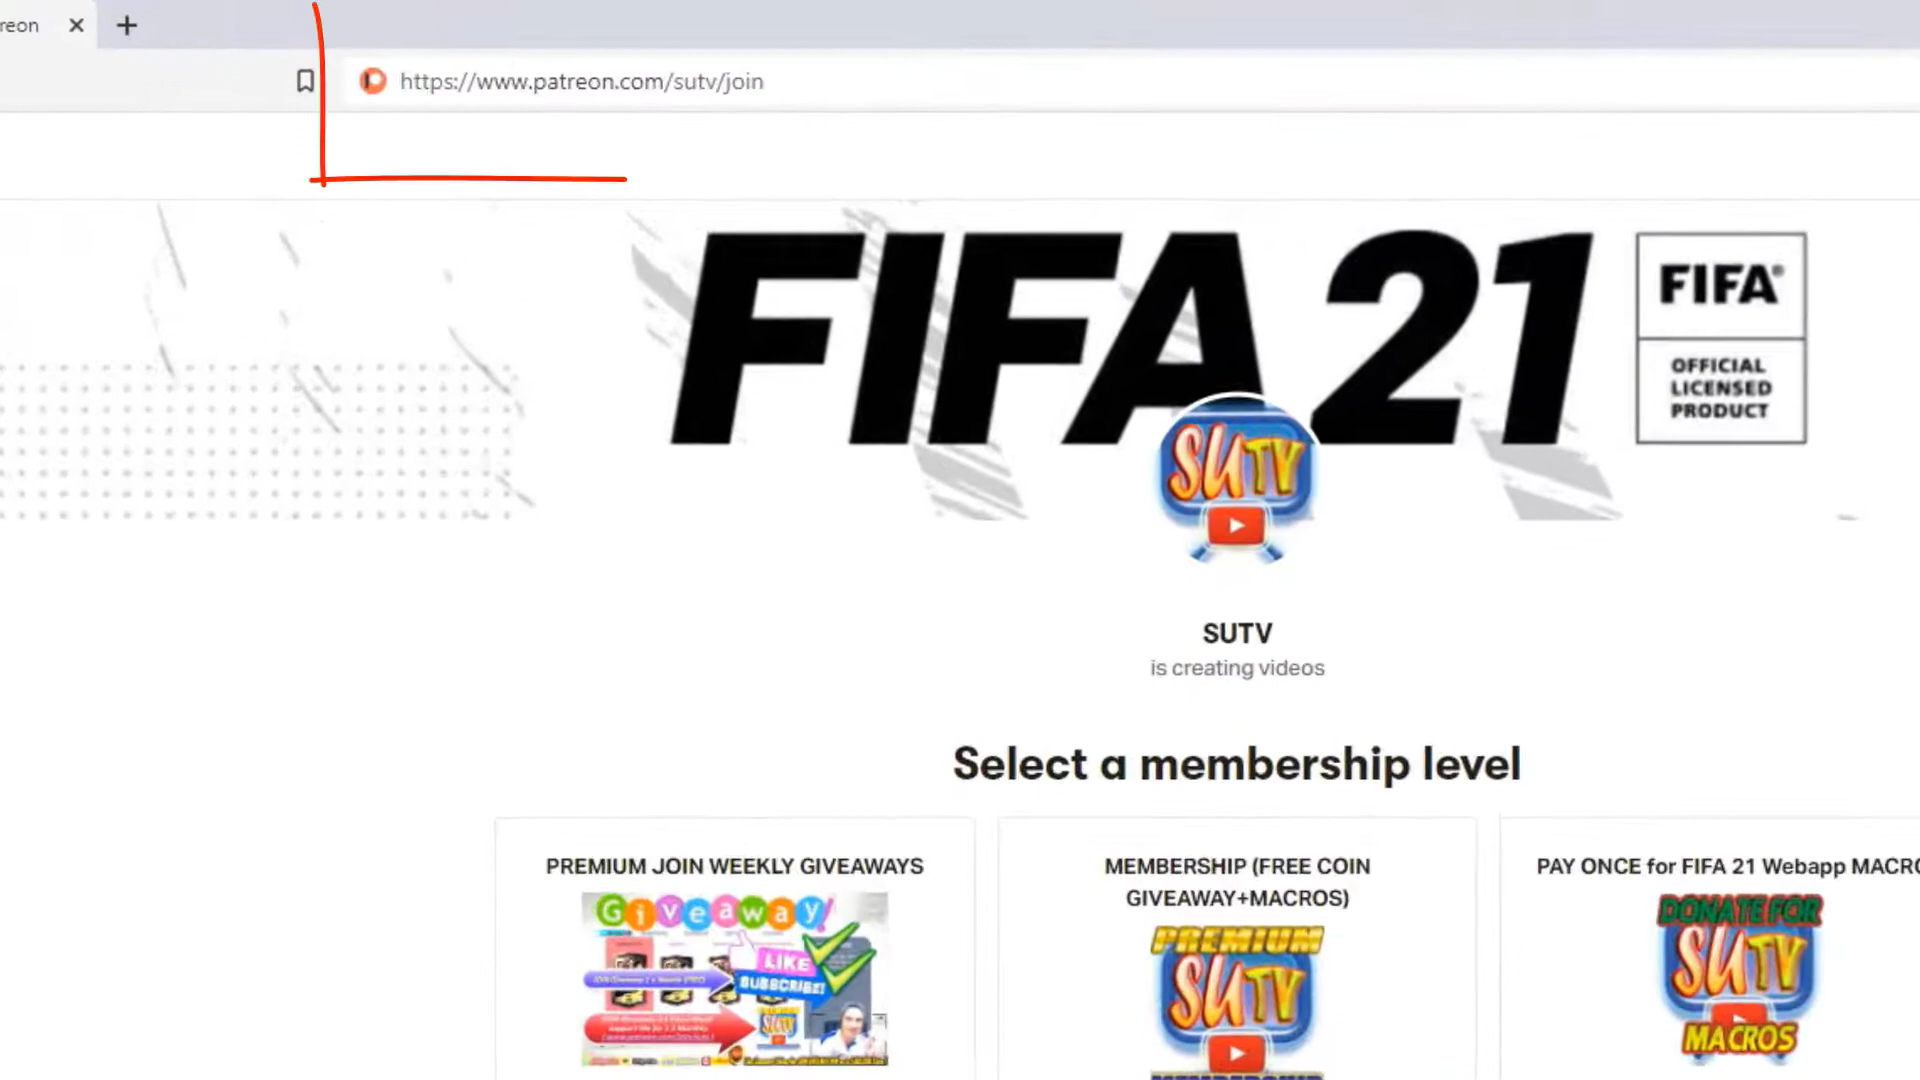 reon
https://www.patreon.com/sutv/join
FIFA 21
FIFA®
OFFICIAL
LICENSED
PRODUCT
SUTV
SUTV
is creating videos
Select a membership level
PREMIUM JOIN WEEKLY GIVEAWAYS
Giveaway!
LIKE
SUBSCRIBE!
SUTV
MEMBERSHIP (FREE COIN
GIVEAWAY+MACROS)
PREMIUM
SUTV
PAY ONCE for FIFA 21 Webapp MACRO
DONATE FOR
SUTV
MACROS